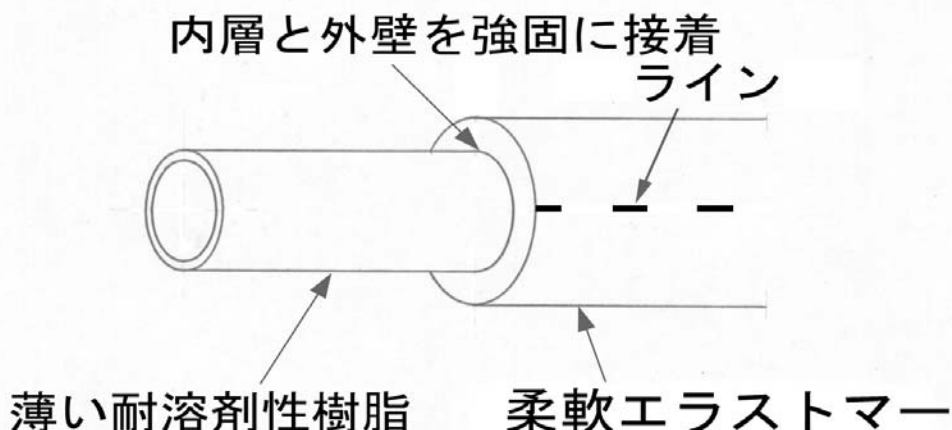 内層と外壁を強固に接着
ライン
薄い耐溶剤性樹脂
柔軟エラストマー